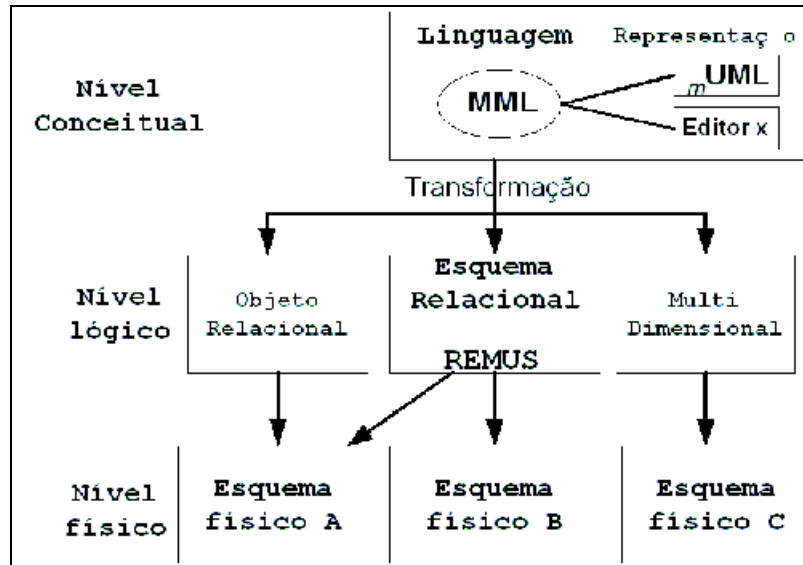 Linguagem
Representaç o
Nível
Conceitual
MML
mUML
Editor x
Transformação
Nível
lógico
Objeto
Relacional
Esquema
Relacional
REMUS
Multi
Dimensional
Nível
físico
Esquema
físico A
Esquema
físico B
Esquema
físico C